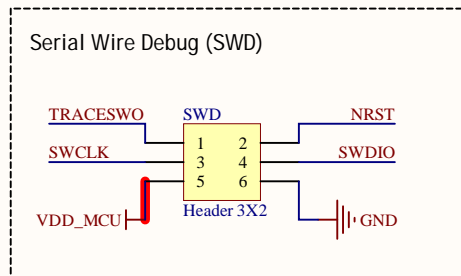 Serial Wire Debug (SWD)
TRACESWO SWD NRST
1 2
SWCLK 3 4 SWDIO
5 6
VDD_MCU Header 3X2 GND